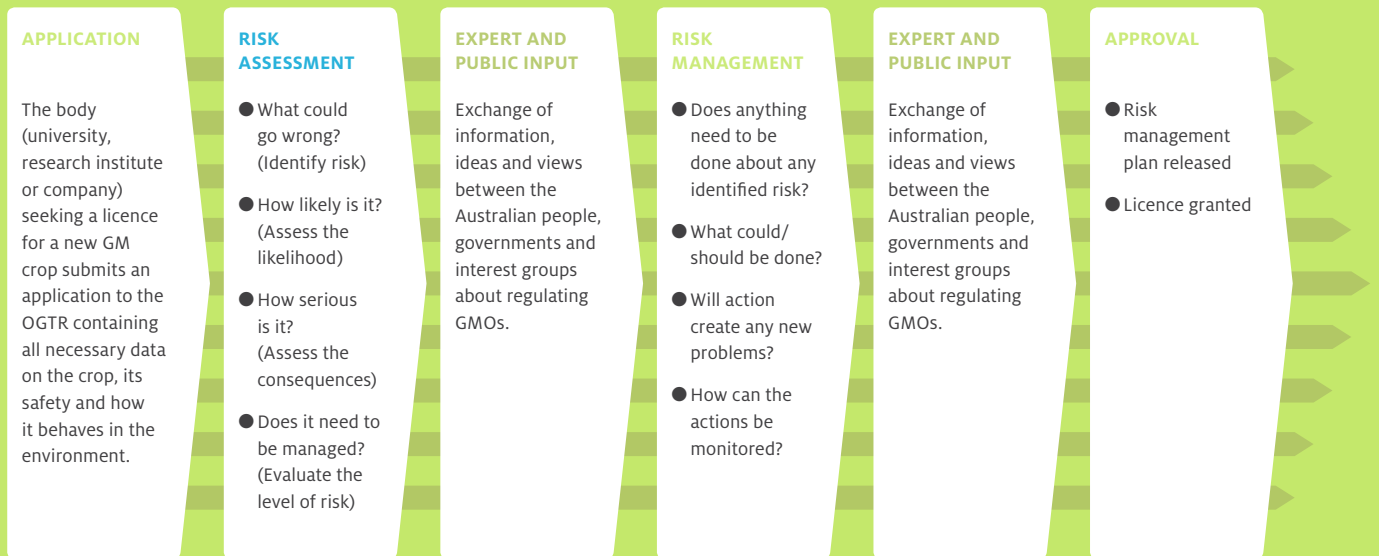 APPLICATION
The body
(university,
research institute
or company)
seeking a licence
for a new GM
crop submits an
application to the
OGTR containing
all necessary data
on the crop, its
safety and how
it behaves in the
environment.
RISK
ASSESSMENT
● What could
go wrong?
(Identify risk)
● How likely is it?
(Assess the
likelihood)
● How serious
is it?
(Assess the
consequences)
● Does it need to
be managed?
(Evaluate the
level of risk)
EXPERT AND
PUBLIC INPUT
Exchange of
information,
ideas and views
between the
Australian people,
governments and
interest groups
about regulating
GMOs.
RISK
MANAGEMENT
● Does anything
need to be
done about any
identified risk?
● What could/
should be done?
● Will action
create any new
problems?
● How can the
actions be
monitored?
EXPERT AND
PUBLIC INPUT
Exchange of
information,
ideas and views
between the
Australian people,
governments and
interest groups
about regulating
GMOs.
APPROVAL
● Risk
management
plan released
● Licence granted